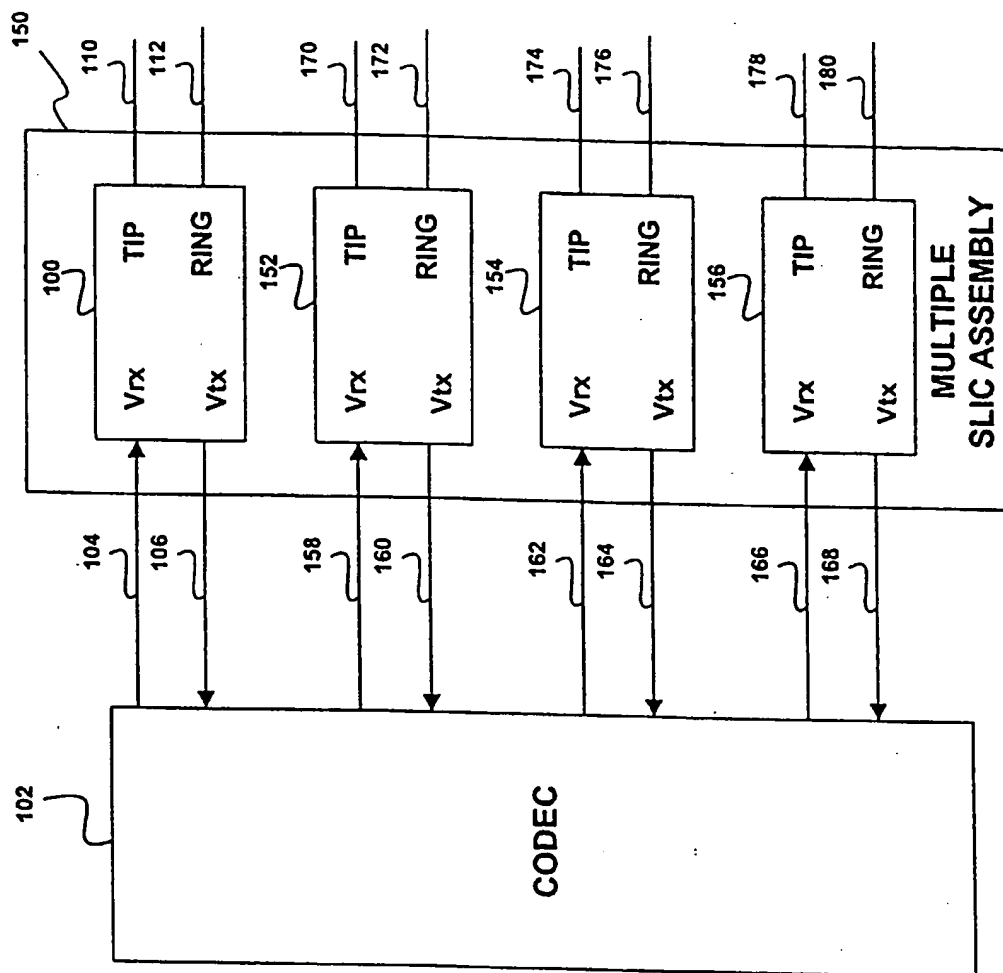 150
110
112
170
172
174
176
178
180
100
TIP
RING
Vrx
Vtx
152
TIP
RING
Vrx
Vtx
154
TIP
RING
Vrx
Vtx
156
TIP
RING
Vrx
Vtx
MULTIPLE
SLIC ASSEMBLY
104
106
158
160
162
164
166
168
102
CODEC